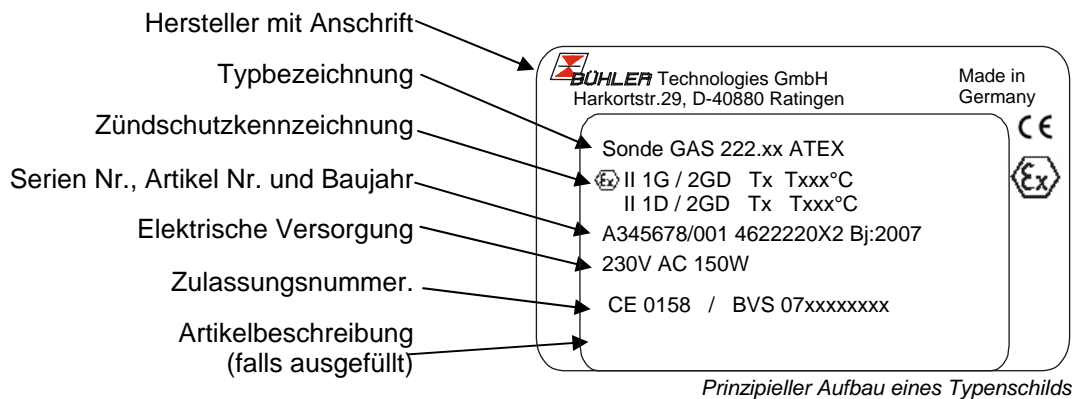 Hersteller mit Anschrift
Typbezeichnung
Zündschutzkennzeichnung
Serien Nr., Artikel Nr. und Baujahr
Elektrische Versorgung
Zulassungsnummer.
Artikelbeschreibung
(falls ausgefüllt)
BÜHLER Technologies GmbH
Harkortstr.29, D-40880 Ratingen
Made in
Germany
CE
Ex
Sonde GAS 222.xx ATEX
Ex II 1G / 2GD Tx Txxx°C
II 1D / 2GD Tx Txxx°C
A345678/001 4622220X2 Bj:2007
230V AC 150W
CE 0158 / BVS 07xxxxxxxx
Prinzipieller Aufbau eines Typenschilds